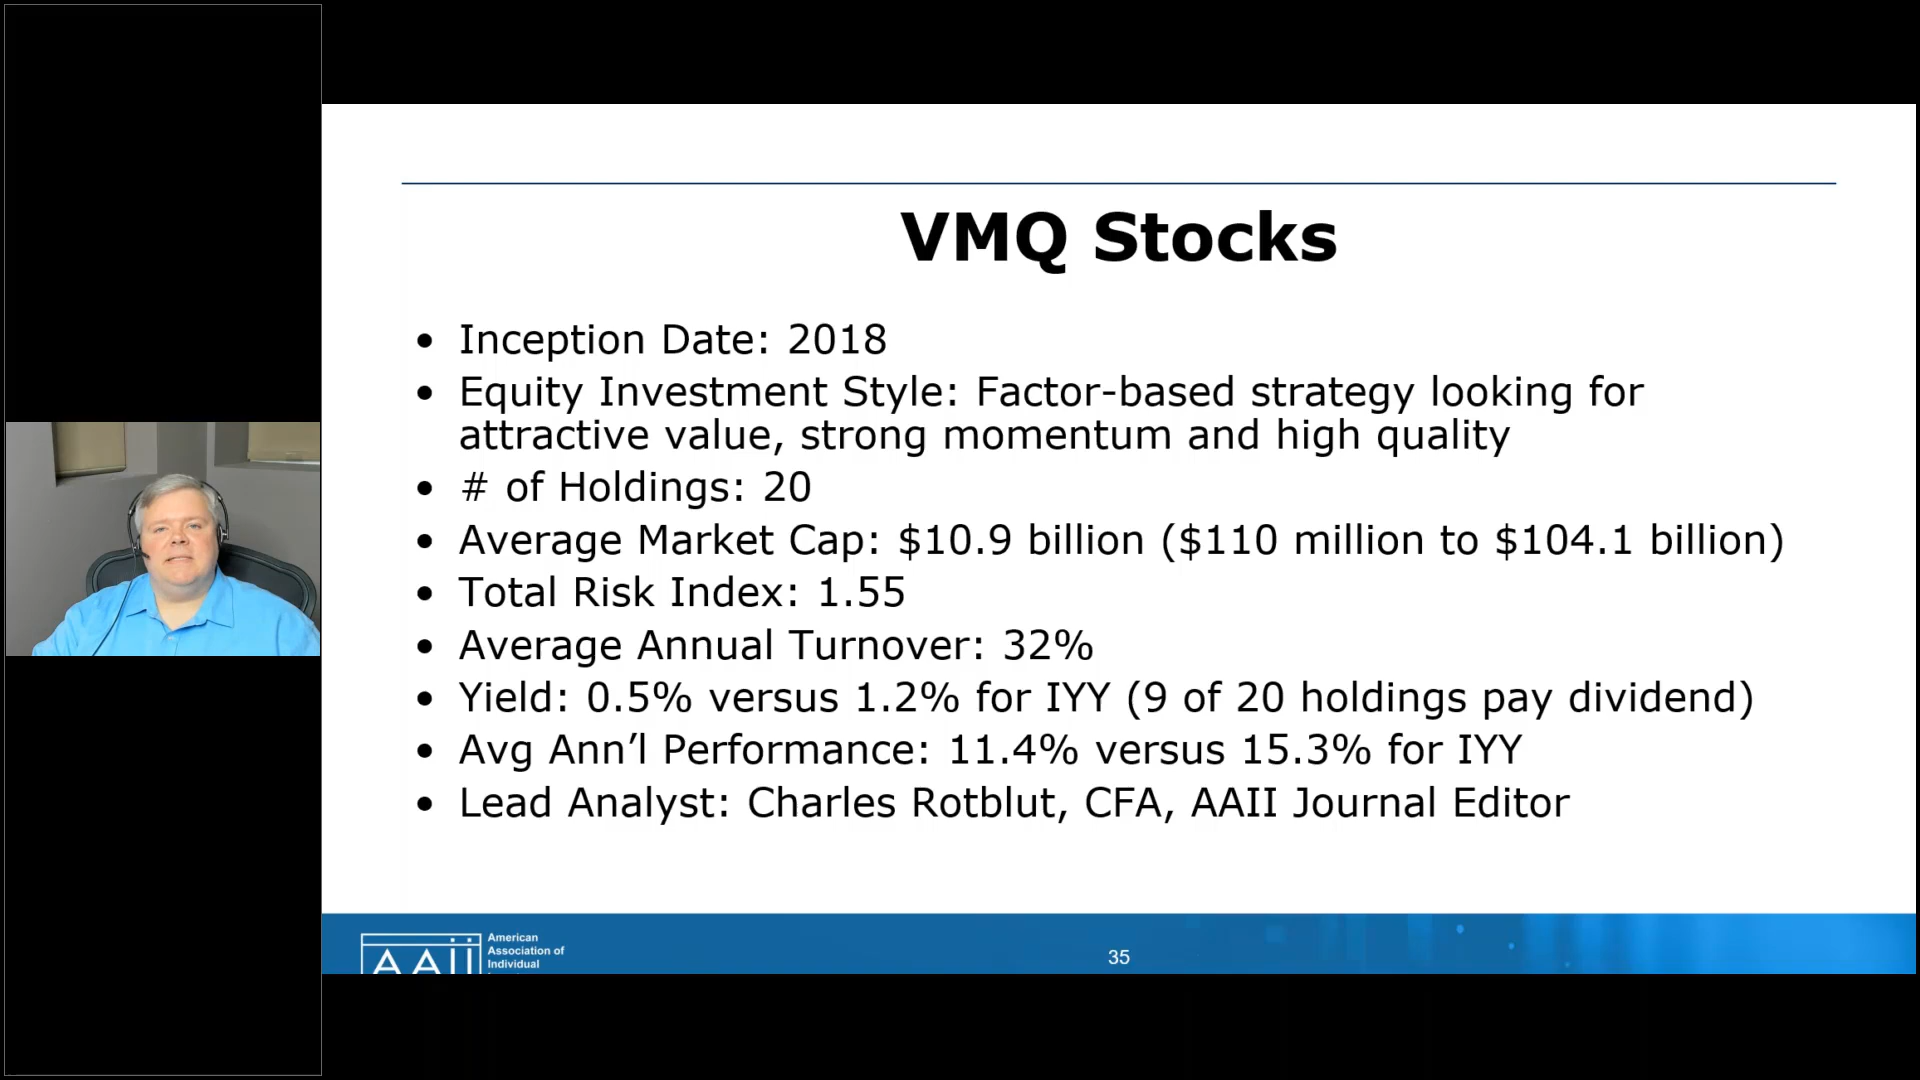 VMQ Stocks
• Inception Date: 2018
• Equity Investment Style: Factor-based strategy looking for
attractive value, strong momentum and high quality
• # of Holdings: 20
• Average Market Cap: $10.9 billion ($110 million to $104.1 billion)
• Total Risk Index: 1.55
• Average Annual Turnover: 32%
• Yield: 0.5% versus 1.2% for IYY (9 of 20 holdings pay dividend)
• Avg Ann’l Performance: 11.4% versus 15.3% for IYY
• Lead Analyst: Charles Rotblut, CFA, AAII Journal Editor
AAII
American
Association of
Individual
35